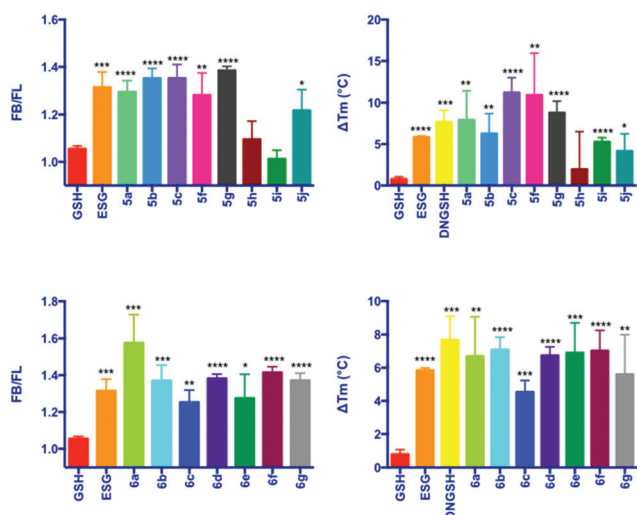 1.6
1.4
1.2
1.0
FB/FL
*** **** **** **** ** **** *
GSH ESG 5a 5b 5c 5f 5g 5h 5i 5j
20
15
10
5
0
ΔTm (°C)
**** *** ** ** **** ** **** **** *
GSH ESG DNGSH 5a 5b 5c 5f 5g 5h 5i 5j
1.8
1.6
1.4
1.2
1.0
FB/FL
*** *** *** ** **** * **** ****
GSH ESG 6a 6b 6c 6d 6e 6f 6g
10
8
6
4
2
0
ΔTm (°C)
**** *** ** **** *** **** *** **** **
GSH ESG DNGSH 6a 6b 6c 6d 6e 6f 6g